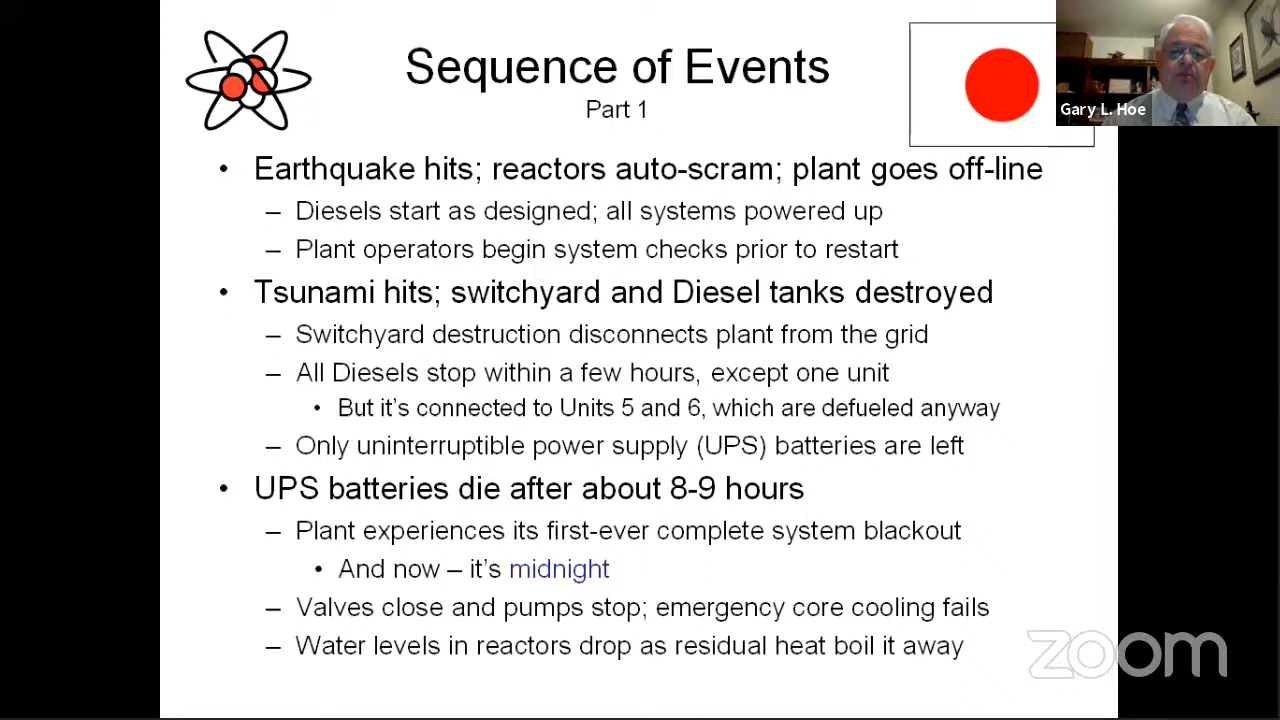 Sequence of Events
Part 1
Gary L. Hoe
• Earthquake hits; reactors auto-scram; plant goes off-line
– Diesels start as designed; all systems powered up
– Plant operators begin system checks prior to restart
• Tsunami hits; switchyard and Diesel tanks destroyed
– Switchyard destruction disconnects plant from the grid
– All Diesels stop within a few hours, except one unit
• But it's connected to Units 5 and 6, which are defueled anyway
– Only uninterruptible power supply (UPS) batteries are left
• UPS batteries die after about 8-9 hours
– Plant experiences its first-ever complete system blackout
• And now – it's midnight
– Valves close and pumps stop; emergency core cooling fails
– Water levels in reactors drop as residual heat boil it away
zoom